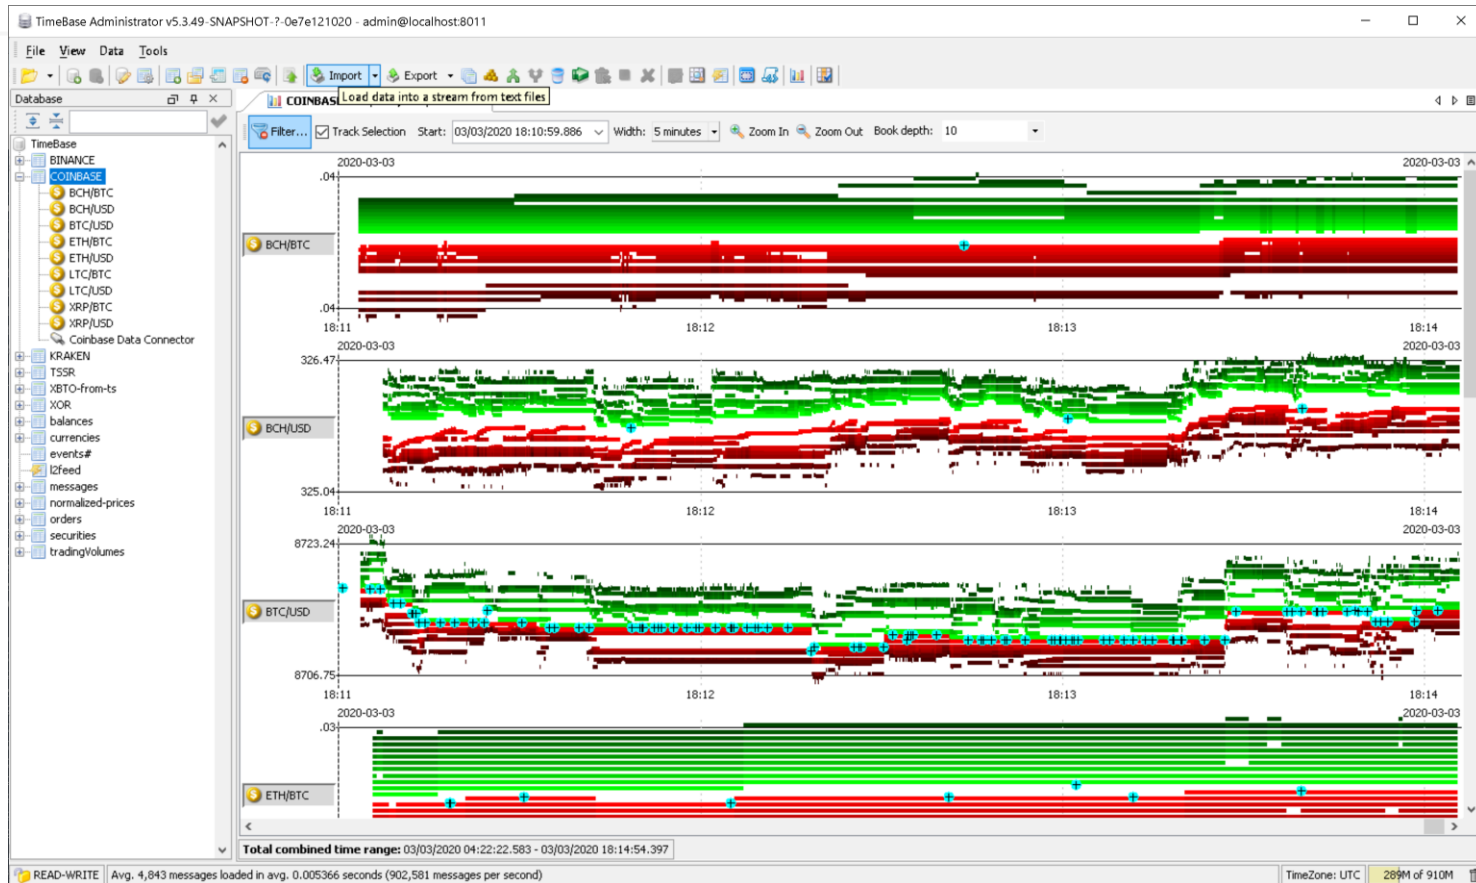 TimeBase Administrator v5.3.49-SNAPSHOT-?-0e7e121020 - admin@localhost:8011
File View Data Tools
Import Export
Database
Load data into a stream from text files
Filter... Track Selection Start: 03/03/2020 18:10:59.886 Width: 5 minutes Zoom In Zoom Out Book depth: 10
TimeBase
BINANCE
COINBASE
BCH/BTC
BCH/USD
BTC/USD
ETH/BTC
ETH/USD
LTC/BTC
LTC/USD
XRP/BTC
XRP/USD
Coinbase Data Connector
KRAKEN
TSSR
XBTO-from-ts
XOR
balances
currencies
events#
l2feed
messages
normalized-prices
orders
securities
tradingVolumes
COINBAS
2020-03-03 2020-03-03
.04
BCH/BTC
.04
18:11 18:12 18:13 18:14
2020-03-03 2020-03-03
326.47
BCH/USD
325.04
18:11 18:12 18:13 18:14
2020-03-03 2020-03-03
8723.24
BTC/USD
8706.75
18:11 18:12 18:13 18:14
2020-03-03 2020-03-03
.03
ETH/BTC
Total combined time range: 03/03/2020 04:22:22.583 - 03/03/2020 18:14:54.397
READ-WRITE Avg. 4,843 messages loaded in avg. 0.005366 seconds (902,581 messages per second) TimeZone: UTC 289M of 910M